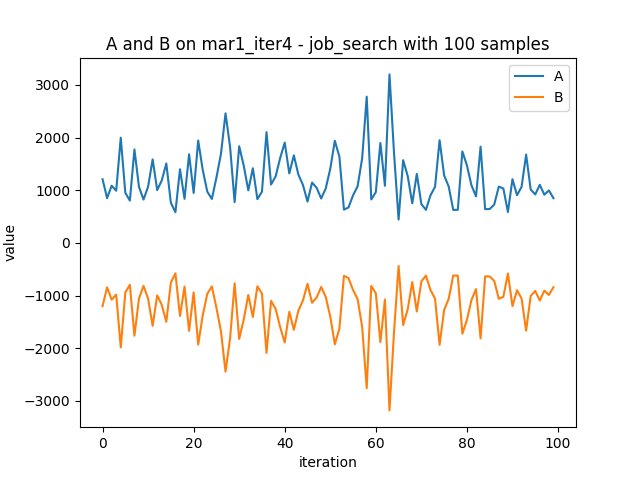 A and B on mar1_iter4 - job_search with 100 samples
A
B
3000
2000
1000
0
−1000
−2000
−3000
value
0 20 40 60 80 100
iteration